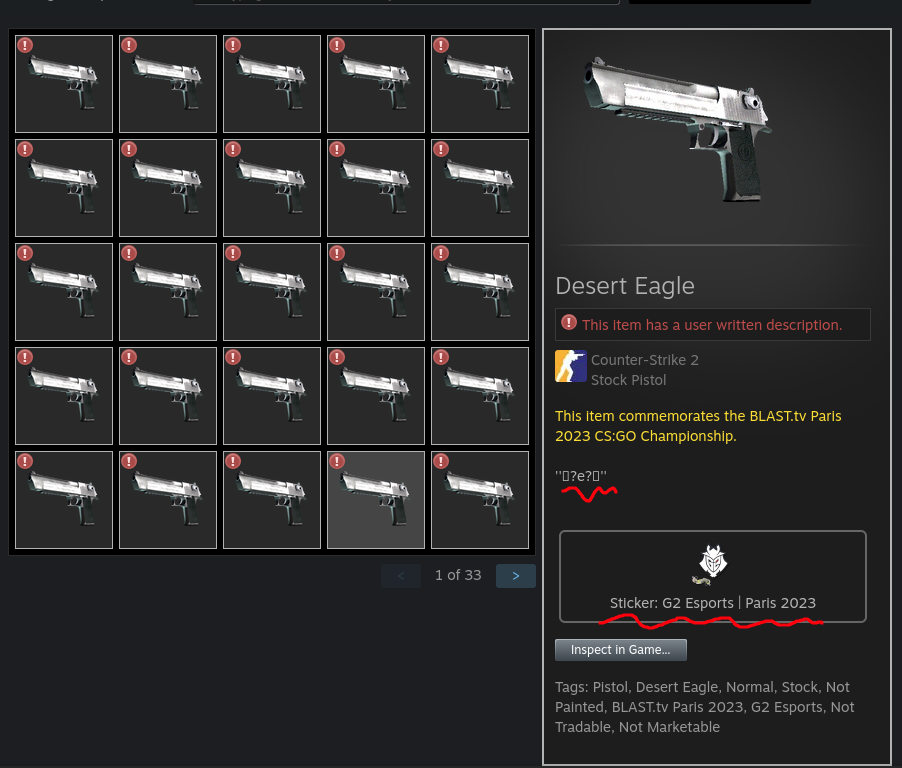 Desert Eagle
This item has a user written description.
Counter-Strike 2
Stock Pistol
This item commemorates the BLAST.tv Paris
2023 CS:GO Championship.
''▯?e?▯''
Sticker: G2 Esports | Paris 2023
Inspect in Game...
Tags: Pistol, Desert Eagle, Normal, Stock, Not
Painted, BLAST.tv Paris 2023, G2 Esports, Not
Tradable, Not Marketable
< 1 of 33 >